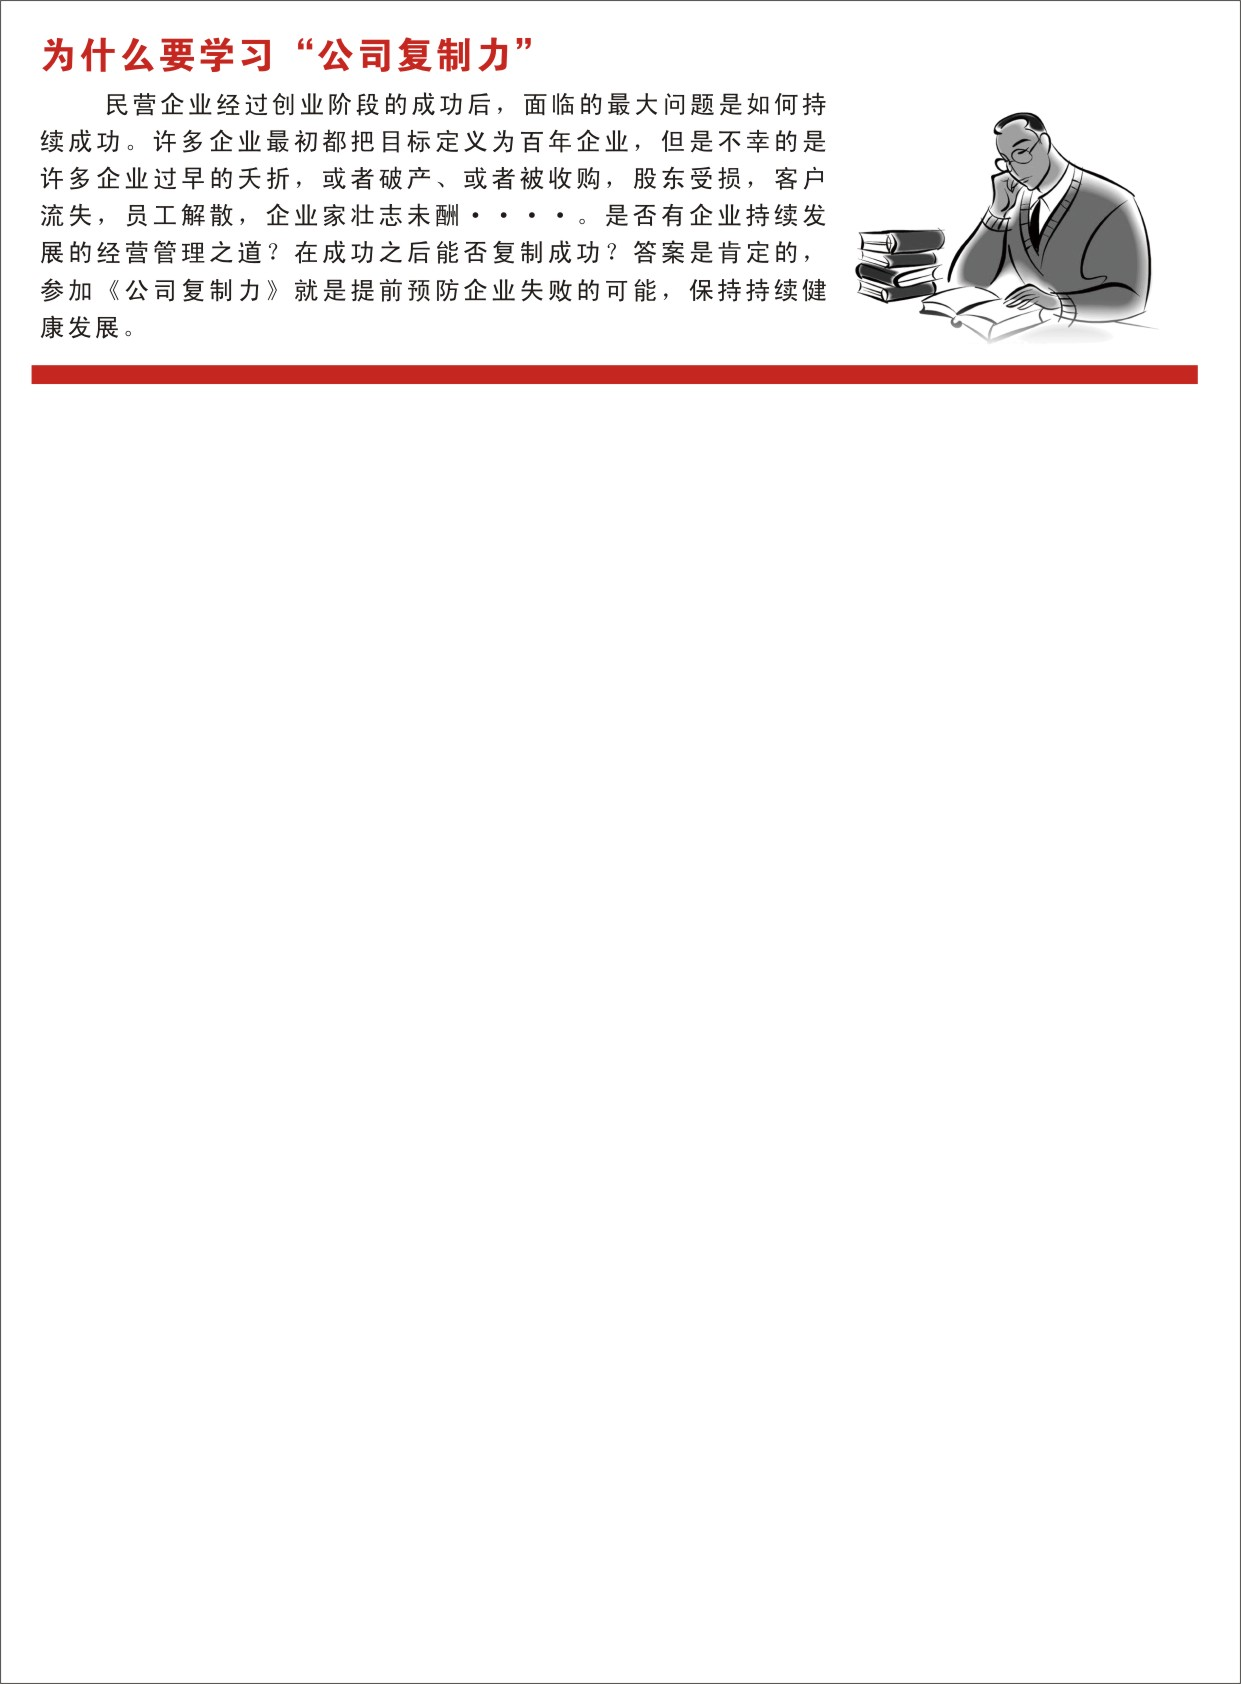 为什么要学习“公司复制力”
民营企业经过创业阶段的成功后，面临的最大问题是如何持
续成功。许多企业最初都把目标定义为百年企业，但是不幸的是
许多企业过早的夭折，或者破产、或者被收购，股东受损，客户
流失，员工解散，企业家壮志未酬····。是否有企业持续发
展的经营管理之道？在成功之后能否复制成功？答案是肯定的，
参加《公司复制力》就是提前预防企业失败的可能，保持持续健
康发展。